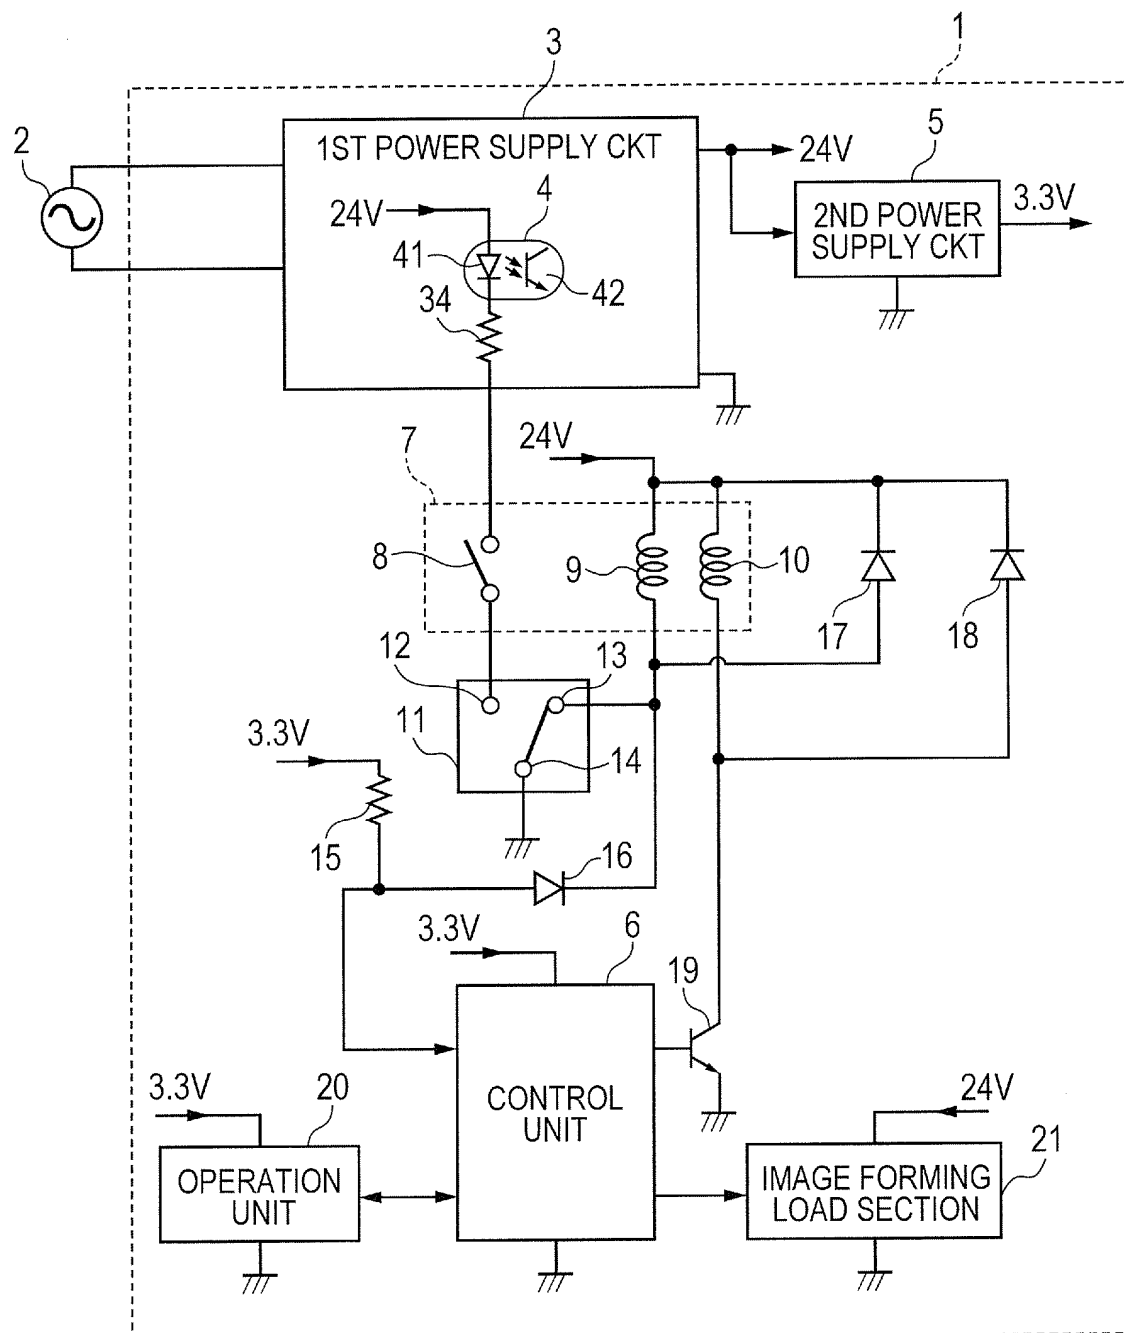 1
3
2
1ST POWER SUPPLY CKT
24V
5
24V
4
2ND POWER
SUPPLY CKT
3.3V
41
42
34
7
24V
8
9
10
17
18
12
13
11
14
3.3V
15
16
3.3V
6
19
CONTROL
UNIT
3.3V
20
24V
21
OPERATION
UNIT
IMAGE FORMING
LOAD SECTION